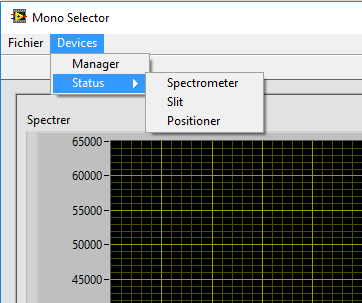 Mono Selector
Fichier Devices
Manager
Status
Spectrometer
Slit
Positioner
Spectrer
65000
60000
55000
50000
45000